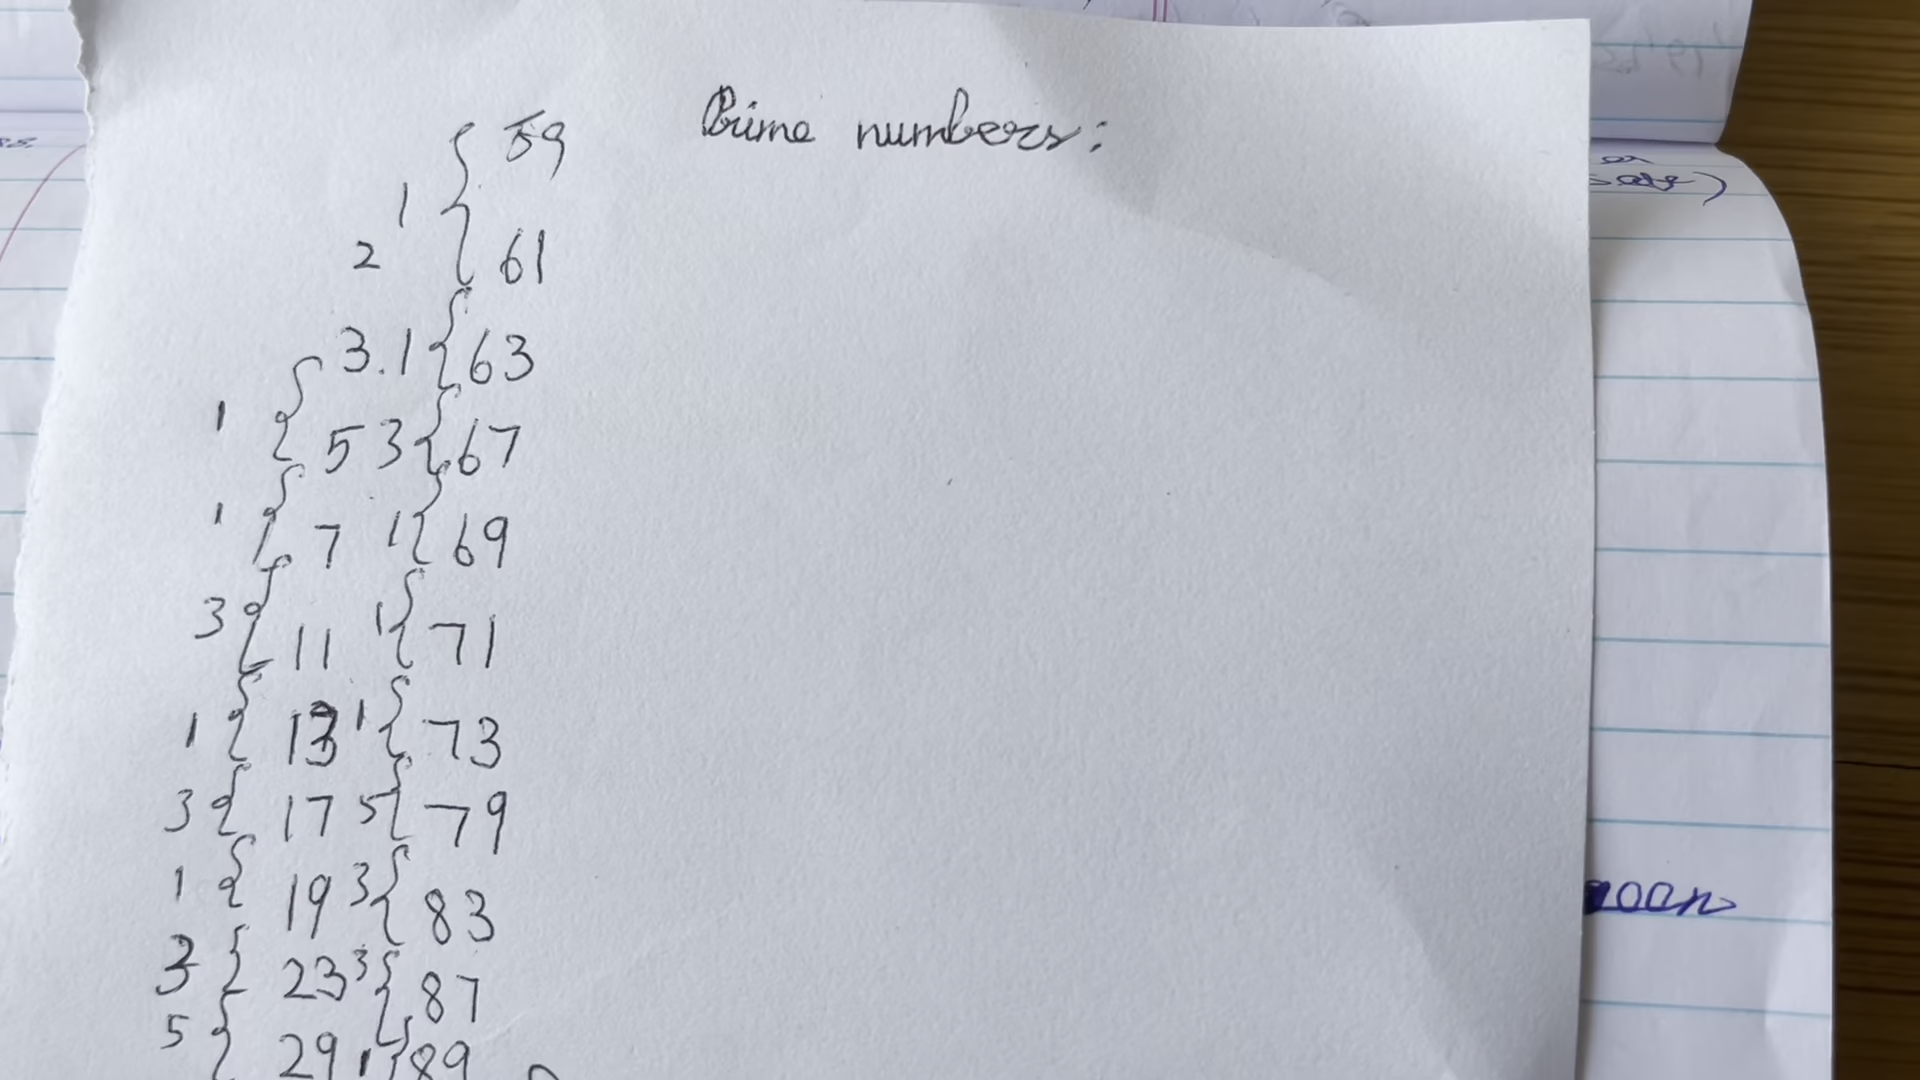 Prime numbers:
59
1
2 61
3.1 63
1 5 3 67
1 7 1 69
3 11 1 71
1 13 1 73
3 17 5 79
1 19 3 83
3 23 3 87
5 29 1 89